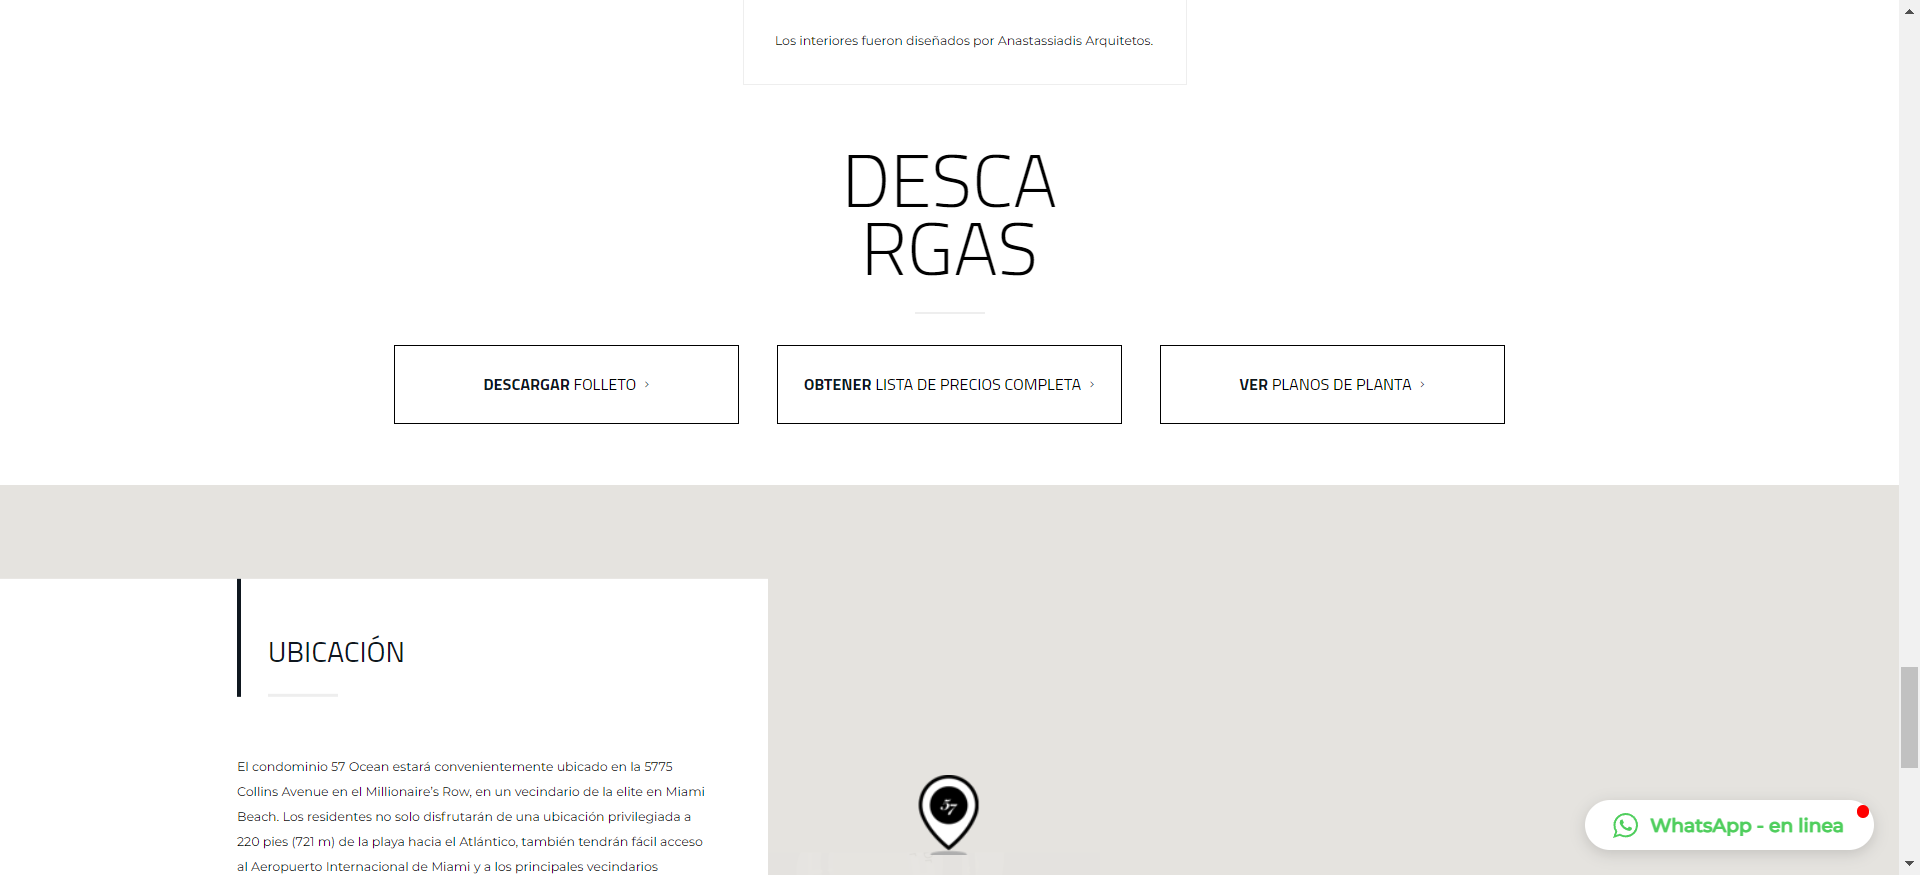 Los interiores fueron diseñados por Anastassiadis Arquitetos.
DESCA
RGAS
DESCARGAR FOLLETO
OBTENER LISTA DE PRECIOS COMPLETA
VER PLANOS DE PLANTA
UBICACIÓN
El condominio 57 Ocean estará convenientemente ubicado en la 5775
Collins Avenue en el Millionaire's Row, en un vecindario de la elite en Miami
Beach. Los residentes no solo disfrutarán de una ubicación privilegiada a
220 pies (721 m) de la playa hacia el Atlántico, también tendrán fácil acceso
al Aeropuerto Internacional de Miami y a los principales vecindarios
57
WhatsApp - en linea